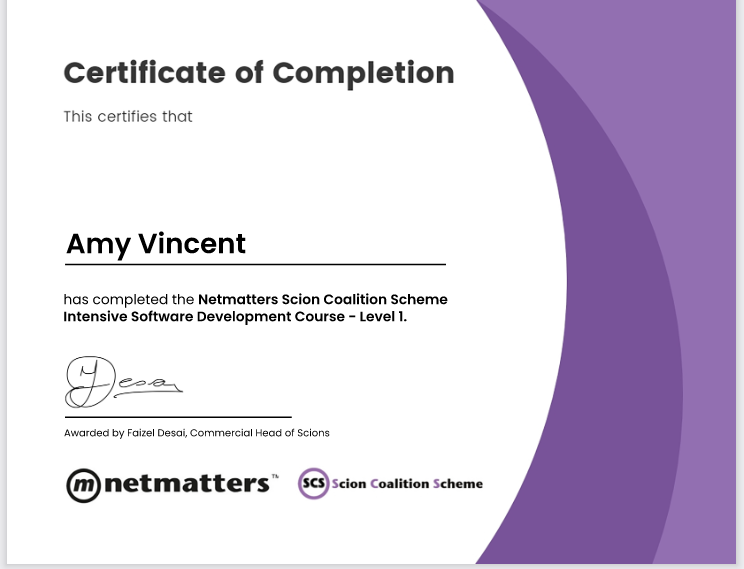 Certificate of Completion
This certifies that
Amy Vincent
has completed the Netmatters Scion Coalition Scheme
Intensive Software Development Course - Level 1.
Desai
Awarded by Faizel Desai, Commercial Head of Scions
m netmatters™ SCS Scion Coalition Scheme